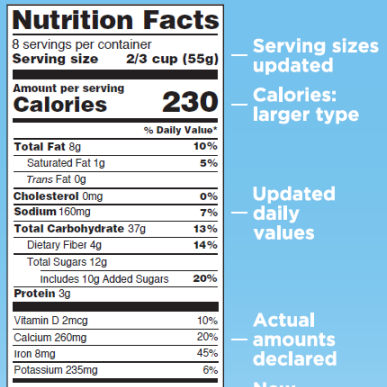 Nutrition Facts
8 servings per container
Serving size 2/3 cup (55g)
Amount per serving
Calories 230
% Daily Value*
Total Fat 8g 10%
Saturated Fat 1g 5%
Trans Fat 0g
Cholesterol 0mg 0%
Sodium 160mg 7%
Total Carbohydrate 37g 13%
Dietary Fiber 4g 14%
Total Sugars 12g
Includes 10g Added Sugars 20%
Protein 3g
Vitamin D 2mcg 10%
Calcium 260mg 20%
Iron 8mg 45%
Potassium 235mg 6%
Serving sizes
updated
Calories:
larger type
Updated
daily
values
Actual
amounts
declared
New